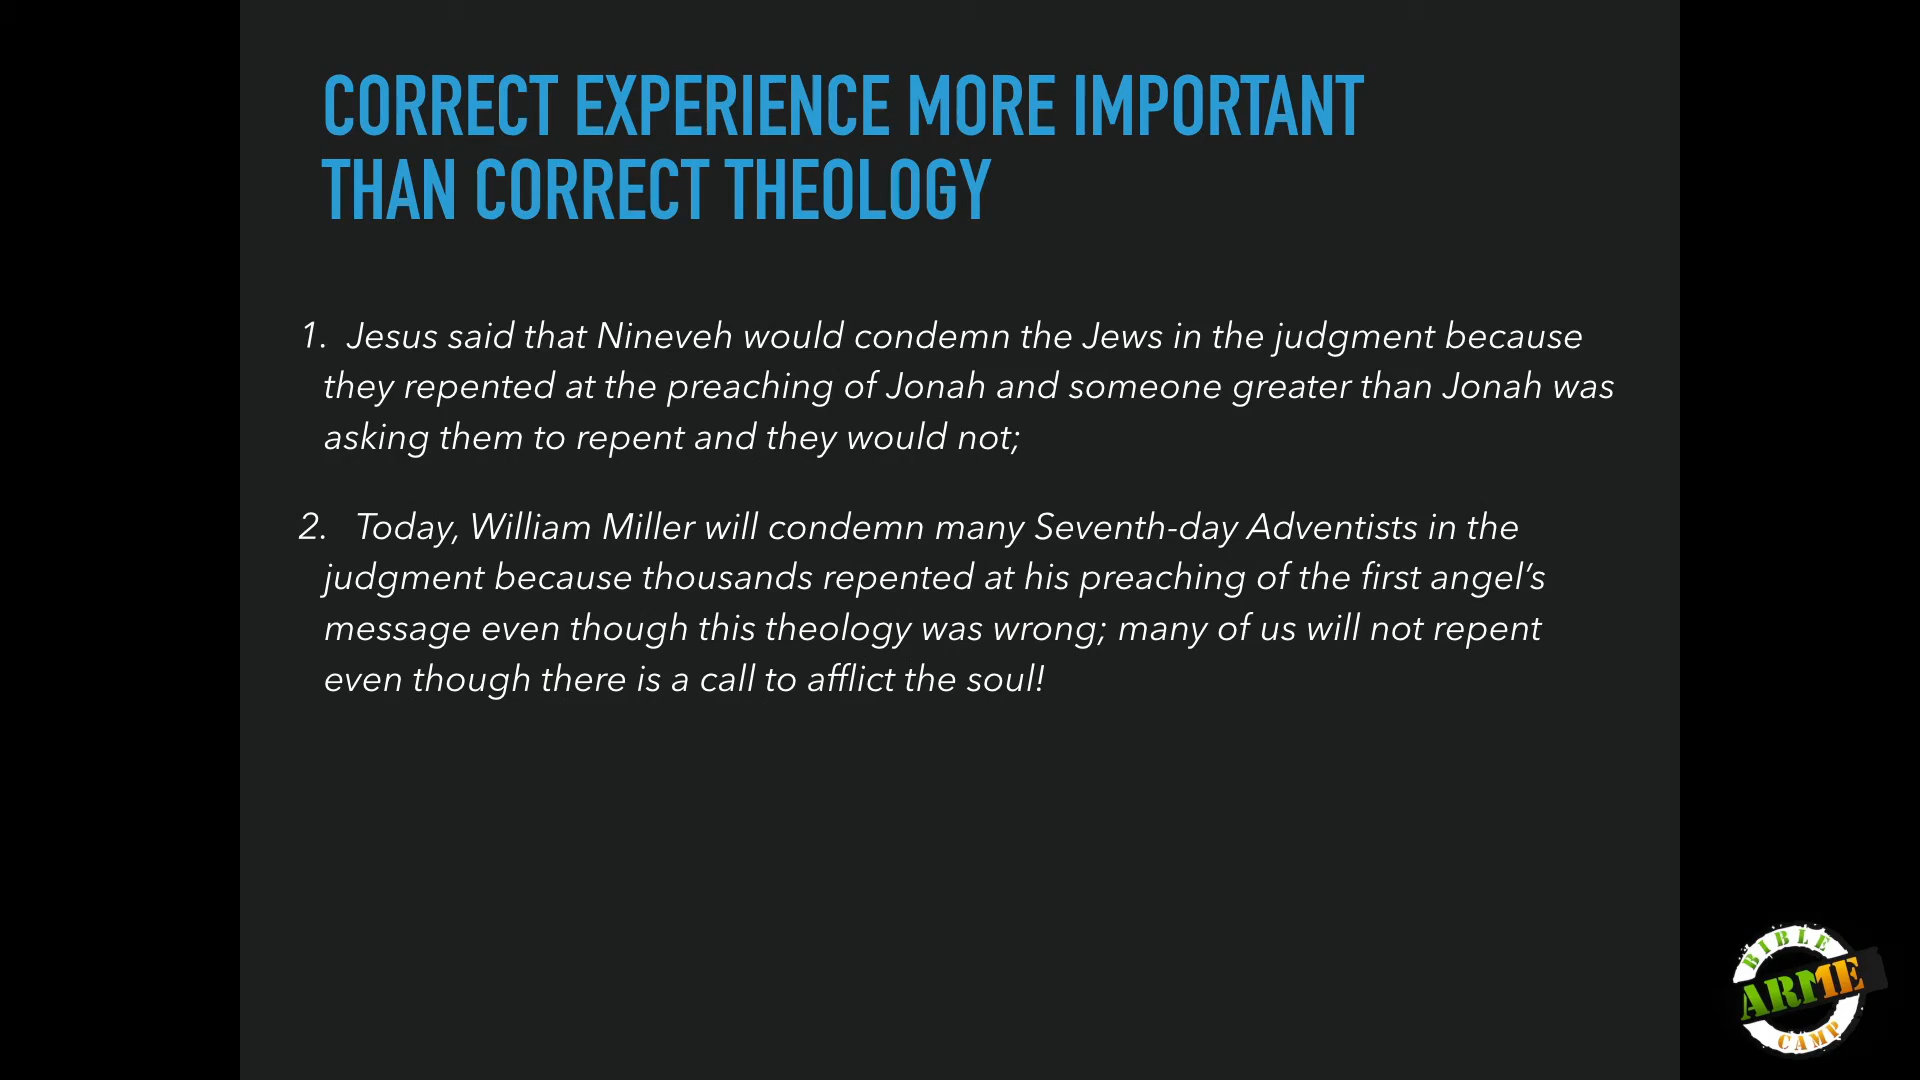 CORRECT EXPERIENCE MORE IMPORTANT
THAN CORRECT THEOLOGY
1. Jesus said that Nineveh would condemn the Jews in the judgment because
they repented at the preaching of Jonah and someone greater than Jonah was
asking them to repent and they would not;
2. Today, William Miller will condemn many Seventh-day Adventists in the
judgment because thousands repented at his preaching of the first angel’s
message even though this theology was wrong; many of us will not repent
even though there is a call to afflict the soul!
BIBLE
ARME
CAMP